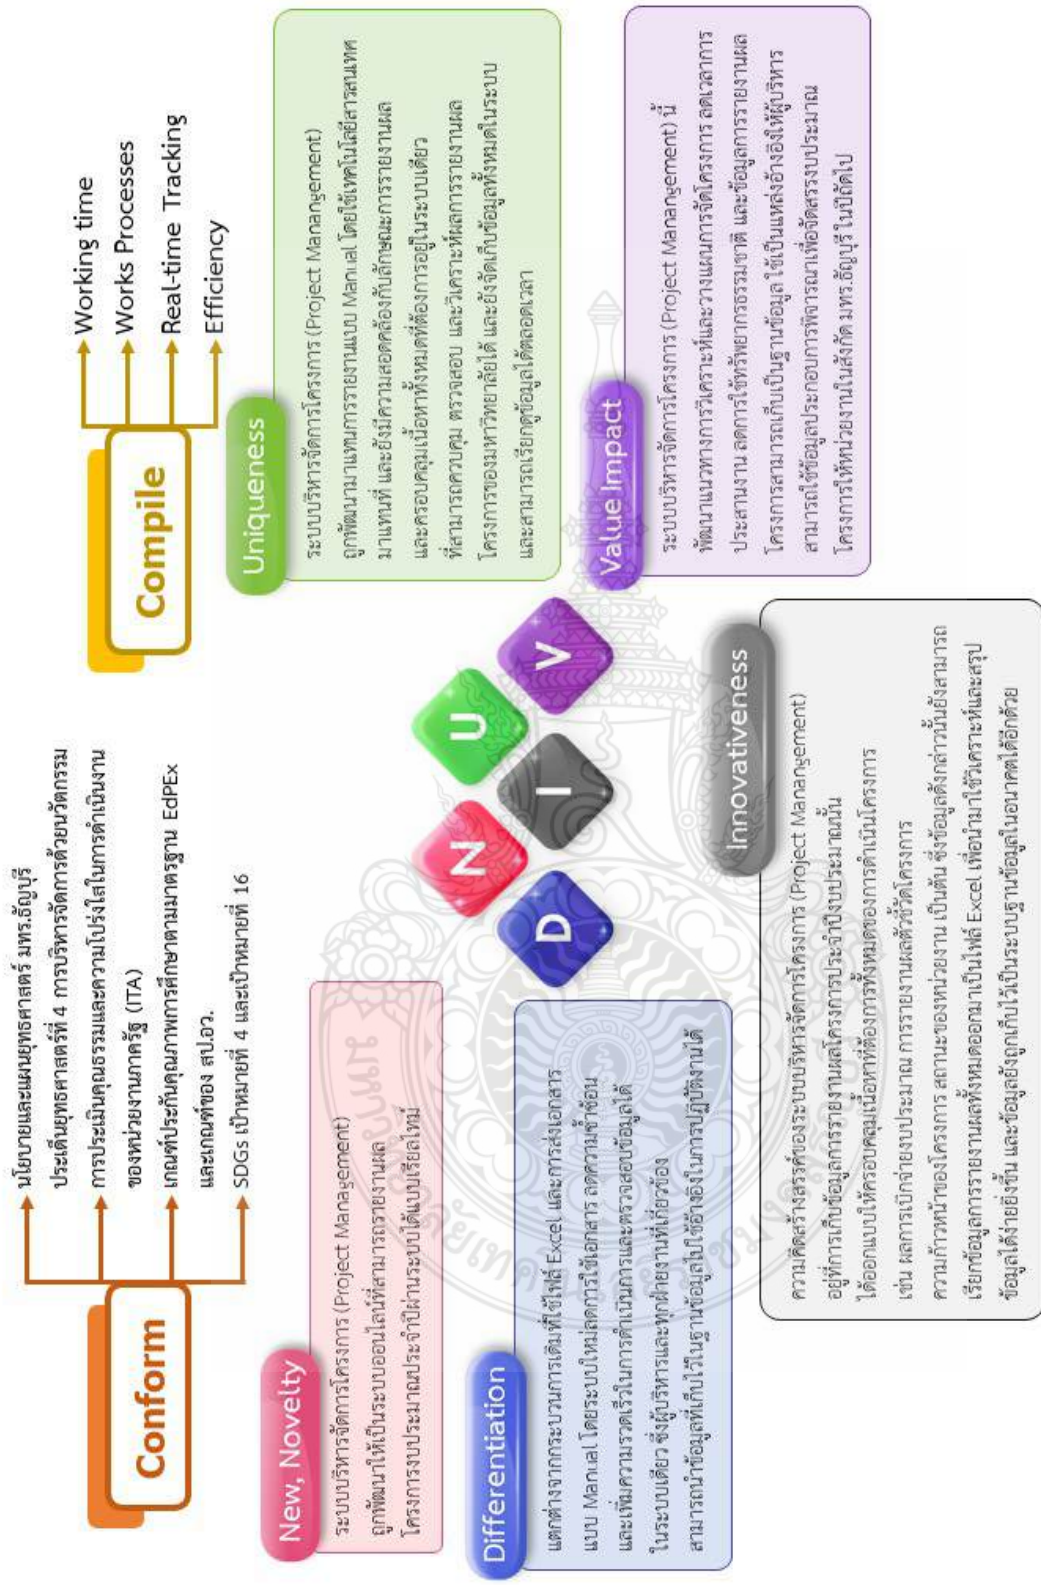 Conform
นโยบายและแผนยุทธศาสตร์ มทร.ธัญบุรี
ประเด็นยุทธศาสตร์ที่ 4 การบริหารจัดการด้วยนวัตกรรม
การประเมินคุณธรรมและความโปร่งใสในการดำเนินงาน
ของหน่วยงานภาครัฐ (ITA)
เกณฑ์ประกันคุณภาพการศึกษาตามมาตรฐาน EdPEx
และเกณฑ์ของ สป.อว.
SDGs เป้าหมายที่ 4 และเป้าหมายที่ 16
Compile
Working time
Works Processes
Real-time Tracking
Efficiency
New, Novelty
ระบบบริหารจัดการโครงการ (Project Management)
ถูกพัฒนาให้เป็นระบบออนไลน์ที่สามารถรายงานผล
โครงการงบประมาณประจำปีผ่านระบบได้แบบเรียลไทม์
Uniqueness
ระบบบริหารจัดการโครงการ (Project Manangement)
ถูกพัฒนามาแทนการรายงานแบบ Manual โดยใช้เทคโนโลยีสารสนเทศ
มาแทนที่ และยังมีความสอดคล้องกับลักษณะการรายงานผล
และครอบคลุมเนื้อหาทั้งหมดที่ต้องการอยู่ในระบบเดียว
ที่สามารถควบคุม ตรวจสอบ และวิเคราะห์ผลการรายงานผล
โครงการของมหาวิทยาลัยได้ และยังจัดเก็บข้อมูลทั้งหมดในระบบ
และสามารถเรียกดูข้อมูลได้ตลอดเวลา
N
U
D
I
V
Differentiation
แตกต่างจากกระบวนการเดิมที่ใช้ไฟล์ Excel และการส่งเอกสาร
แบบ Manual โดยระบบใหม่ลดการใช้เอกสาร ลดความซ้ำซ้อน
และเพิ่มความรวดเร็วในการดำเนินการและตรวจสอบข้อมูลได้
ในระบบเดียว ซึ่งผู้บริหารและทุกฝ่ายงานที่เกี่ยวข้อง
สามารถนำข้อมูลที่เก็บไว้ในฐานข้อมูลไปใช้อ้างอิงในการปฏิบัติงานได้
Value Impact
ระบบบริหารจัดการโครงการ (Project Manangement) นี้
พัฒนาแนวทางการวิเคราะห์และวางแผนการจัดโครงการ ลดเวลาการ
ประสานงาน ลดการใช้ทรัพยากรธรรมชาติ และข้อมูลการรายงานผล
โครงการสามารถเก็บเป็นฐานข้อมูล ใช้เป็นแหล่งอ้างอิงให้ผู้บริหาร
สามารถใช้ข้อมูลประกอบการพิจารณาเพื่อจัดสรรงบประมาณ
โครงการให้หน่วยงานในสังกัด มทร.ธัญบุรี ในปีถัดไป
Innovativeness
ความคิดสร้างสรรค์ของระบบบริหารจัดการโครงการ (Project Manangement)
อยู่ที่การเก็บข้อมูลการรายงานผลโครงการประจำปีงบประมาณนั้น
ได้ออกแบบให้ครอบคลุมเนื้อหาที่ต้องการทั้งหมดของการดำเนินโครงการ
เช่น ผลการเบิกจ่ายงบประมาณ การรายงานผลตัวชี้วัดโครงการ
ความก้าวหน้าของโครงการ สถานะของหน่วยงาน เป็นต้น ซึ่งข้อมูลดังกล่าวนั้นยังสามารถ
เรียกข้อมูลการรายงานผลทั้งหมดออกมาเป็นไฟล์ Excel เพื่อนำมาใช้วิเคราะห์และสรุป
ข้อมูลได้ง่ายยิ่งขึ้น และข้อมูลยังถูกเก็บไว้เป็นระบบฐานข้อมูลในอนาคตได้อีกด้วย